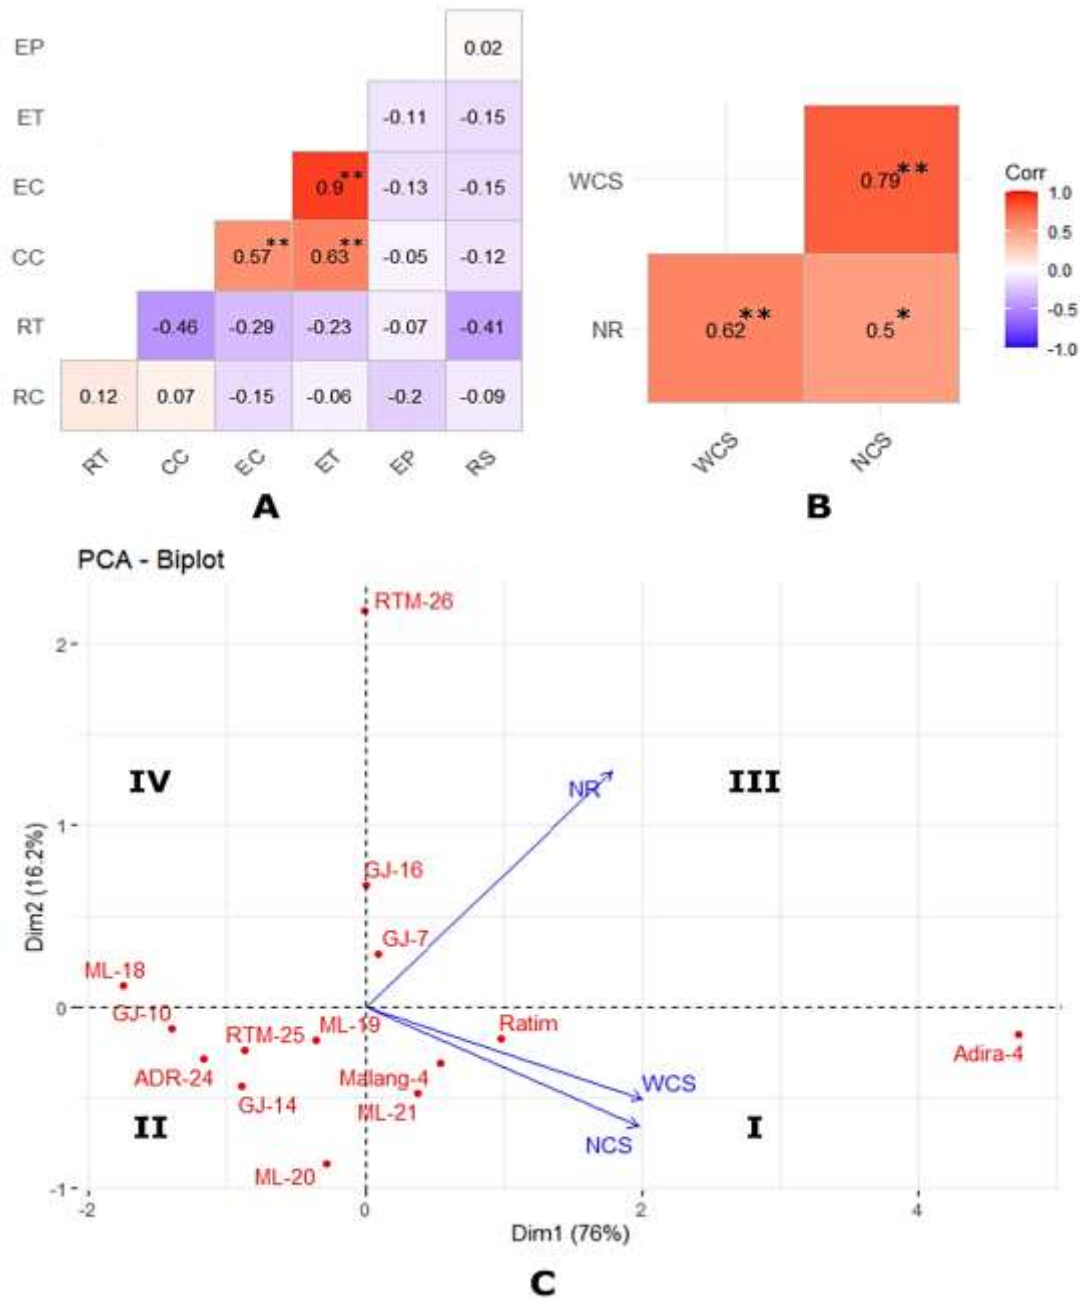 EP 0.02
ET -0.11 -0.15
EC 0.9** -0.13 -0.15
CC 0.57** 0.63** -0.05 -0.12
RT -0.46 -0.29 -0.23 -0.07 -0.41
RC 0.12 0.07 -0.15 -0.06 -0.2 -0.09
RT CC EC ET EP RS
A
WCS 0.79**
NR 0.62** 0.5*
WCS NCS
B
Corr
1.0
0.5
0.0
-0.5
-1.0
PCA - Biplot
RTM-26
IV
III
NR
GJ-16
GJ-7
ML-18
GJ-10
RTM-25
ML-19
Ratim
Adira-4
ADR-24
Malang-4
WCS
GJ-14
ML-21
II
I
NCS
ML-20
2
1
0
-1
Dim2 (16.2%)
-2 0 2 4
Dim1 (76%)
C